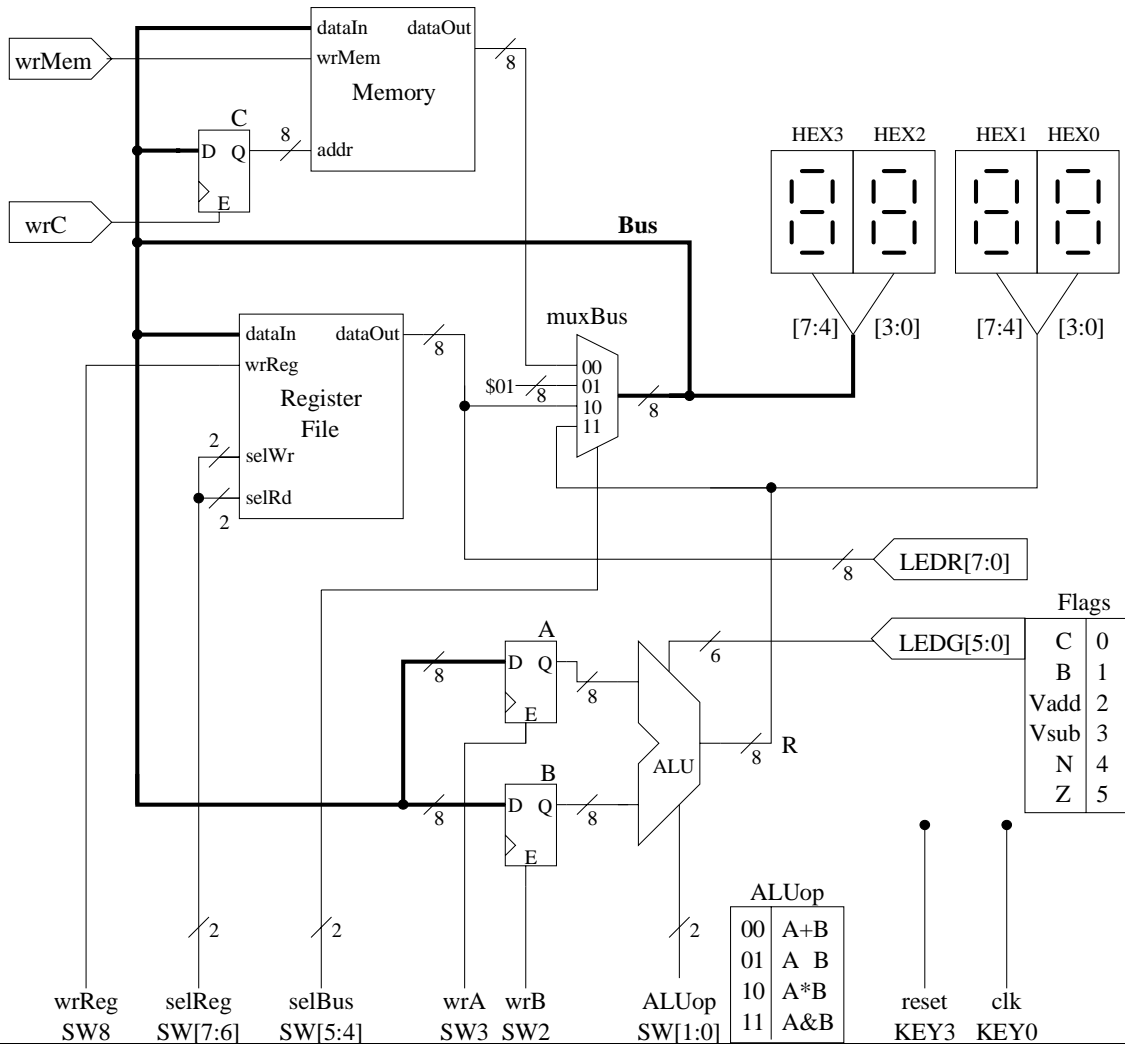 dataIn dataOut
wrMem
wrMem
8
Memory
C
8
D Q
addr
E
wrC
HEX3 HEX2 HEX1 HEX0
Bus
[7:4] [3:0] [7:4] [3:0]
muxBus
dataIn dataOut
8
wrReg
00
$01
8
01
10
11
8
Register
File
2
selWr
selRd
2
LEDR[7:0]
8
Flags
C 0
B 1
Vadd 2
Vsub 3
N 4
Z 5
LEDG[5:0]
6
A
D Q
8
8
E
R
8
ALU
B
D Q
8
8
E
ALUop
00 A+B
01 A B
10 A*B
11 A&B
2
2
2
wrReg
SW8
selReg
SW[7:6]
selBus
SW[5:4]
wrA
SW3
wrB
SW2
ALUop
SW[1:0]
reset
KEY3
clk
KEY0